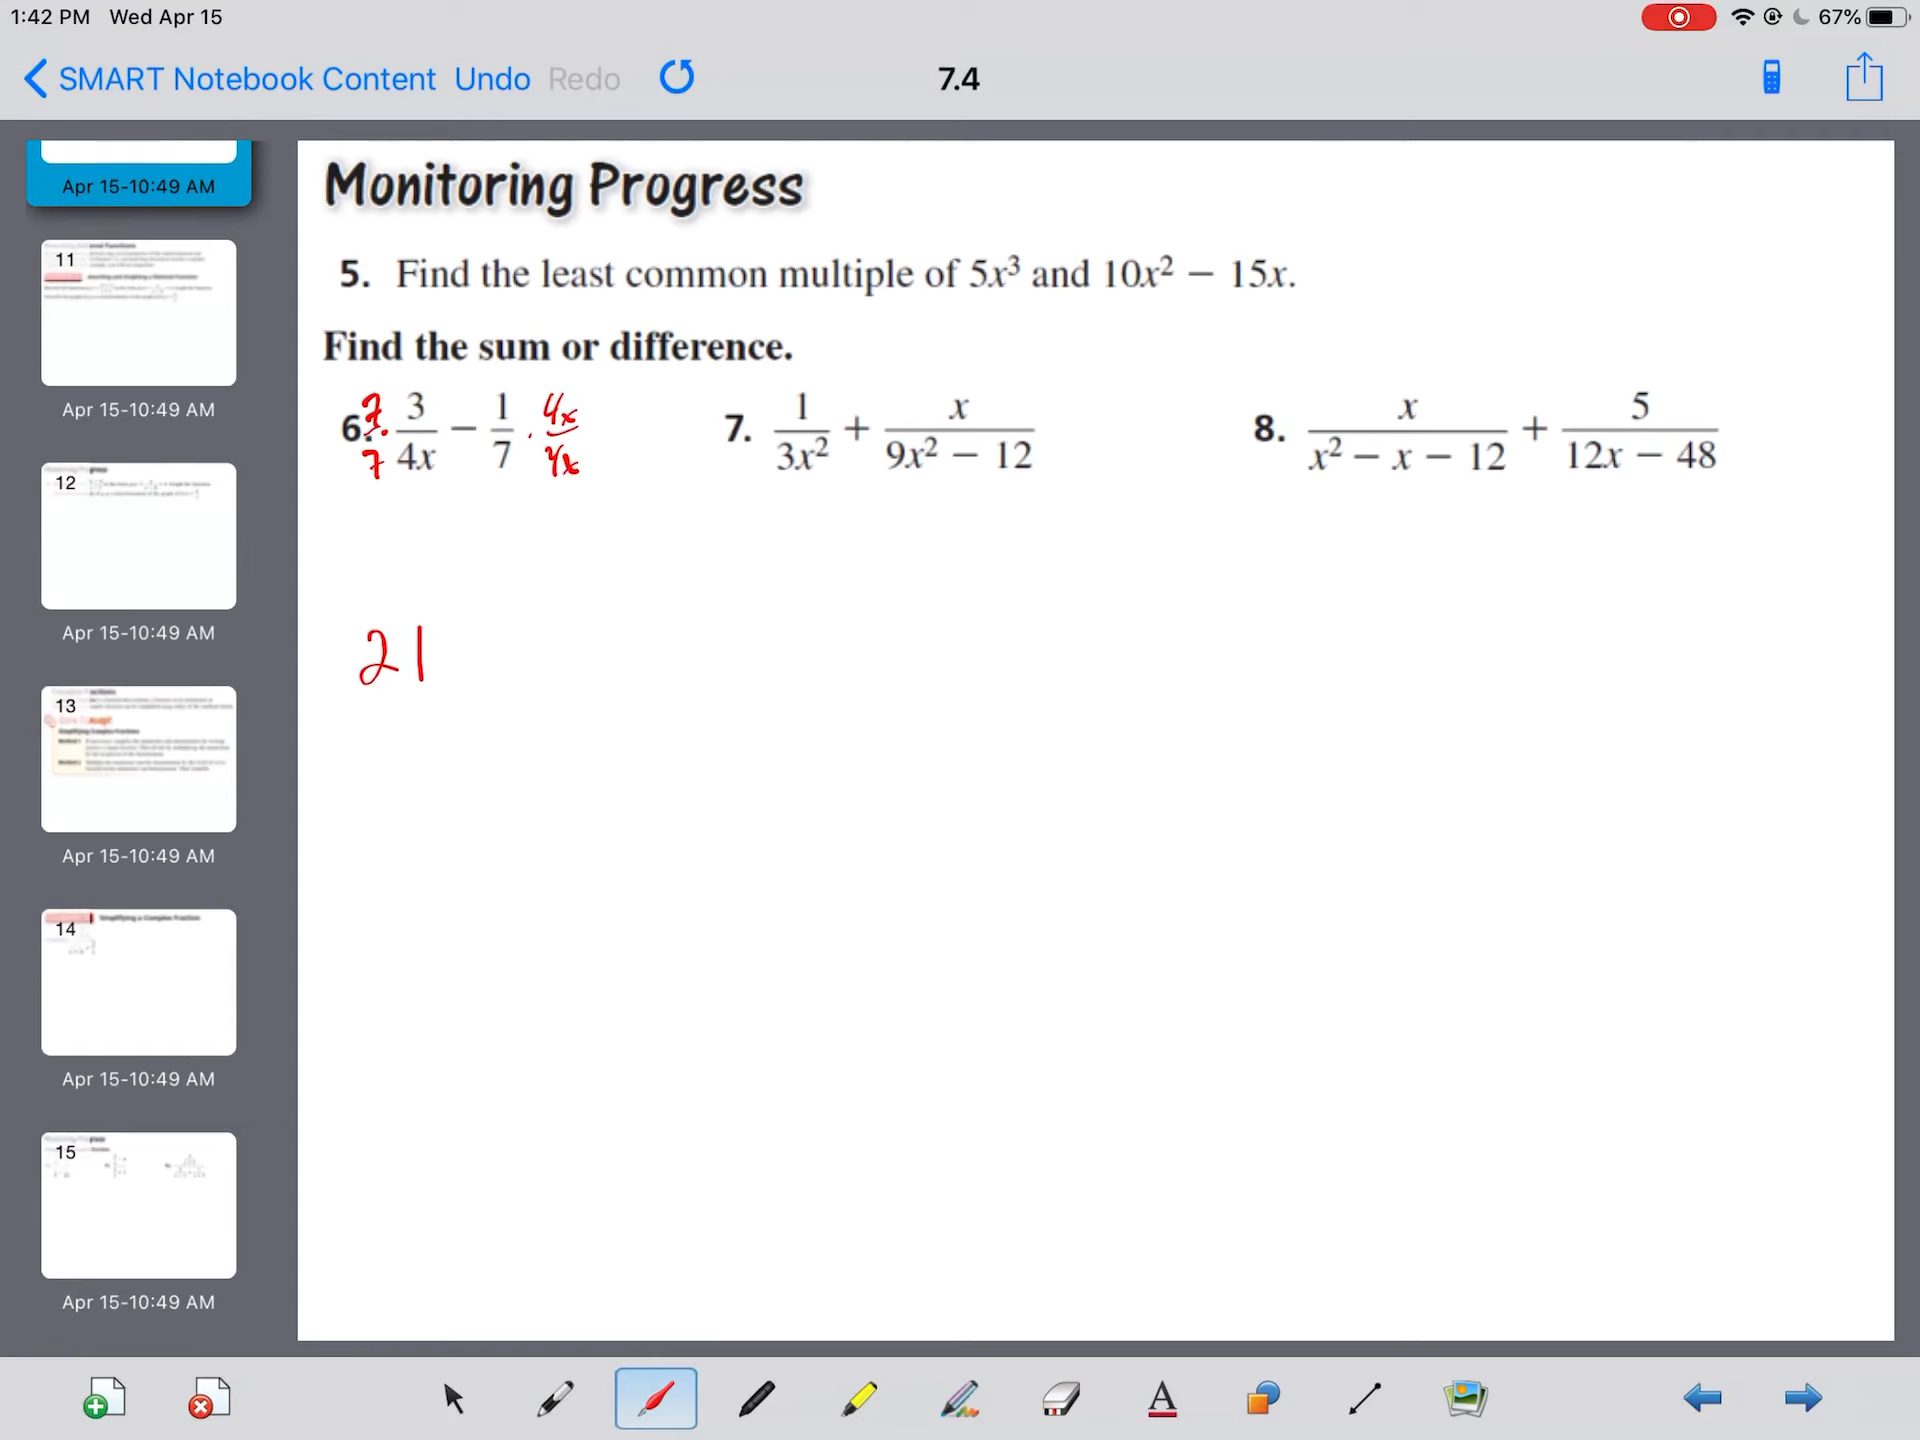 1:42 PM Wed Apr 15
67%
SMART Notebook Content Undo Redo
7.4
Apr 15-10:49 AM
11
Apr 15-10:49 AM
12
Apr 15-10:49 AM
13
Apr 15-10:49 AM
14
Simplifying a Complex Fraction
Apr 15-10:49 AM
15
Apr 15-10:49 AM
Monitoring Progress
5. Find the least common multiple of 5x³ and 10x² − 15x.
Find the sum or difference.
6. 7/7 · 3/4x − 1/7 · 4x/4x
7. 1/3x² + x/9x² − 12
8. x/x² − x − 12 + 5/12x − 48
21
A